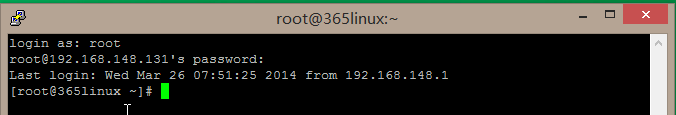 root@365linux:~
login as: root
root@192.168.148.131's password:
Last login: Wed Mar 26 07:51:25 2014 from 192.168.148.1
[root@365linux ~]#